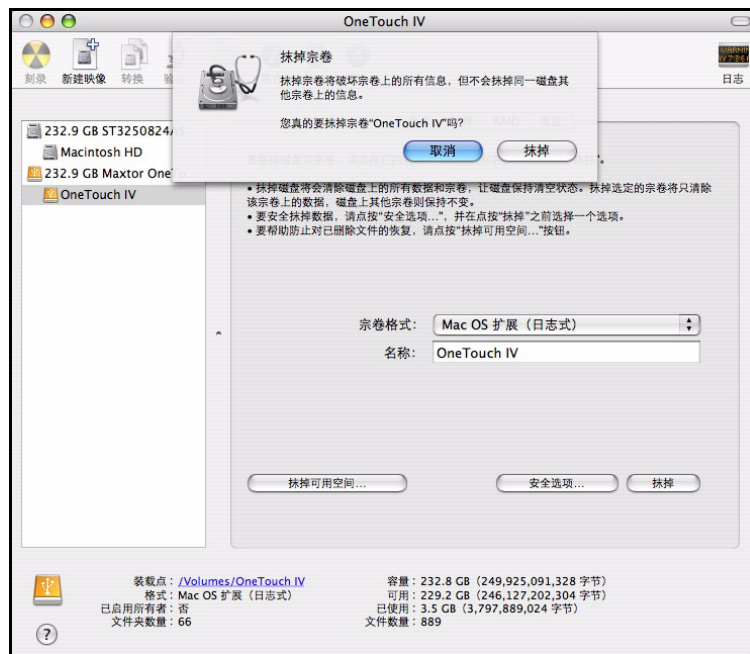 OneTouch IV
刻录
新建映像
转换
日志
抹掉宗卷
抹掉宗卷将破坏宗卷上的所有信息，但不会抹掉同一磁盘其
他宗卷上的信息。
您真的要抹掉宗卷“OneTouch IV”吗？
取消
抹掉
232.9 GB ST3250824A
Macintosh HD
232.9 GB Maxtor OneTo...
OneTouch IV
• 抹掉磁盘将会清除磁盘上的所有数据和宗卷，让磁盘保持清空状态。抹掉选定的宗卷将只清除
该宗卷上的数据，磁盘上其他宗卷则保持不变。
• 要安全抹掉数据，请点按“安全选项...”，并在点按“抹掉”之前选择一个选项。
• 要帮助防止对已删除文件的恢复，请点按“抹掉可用空间...”按钮。
宗卷格式： Mac OS 扩展（日志式）
名称： OneTouch IV
抹掉可用空间...
安全选项...
抹掉
装载点：/Volumes/OneTouch IV
格式：Mac OS 扩展（日志式）
已启用所有者：否
文件夹数量：66
容量：232.8 GB（249,925,091,328 字节）
可用：229.2 GB（246,127,202,304 字节）
已使用：3.5 GB（3,797,889,024 字节）
文件数量：889
?